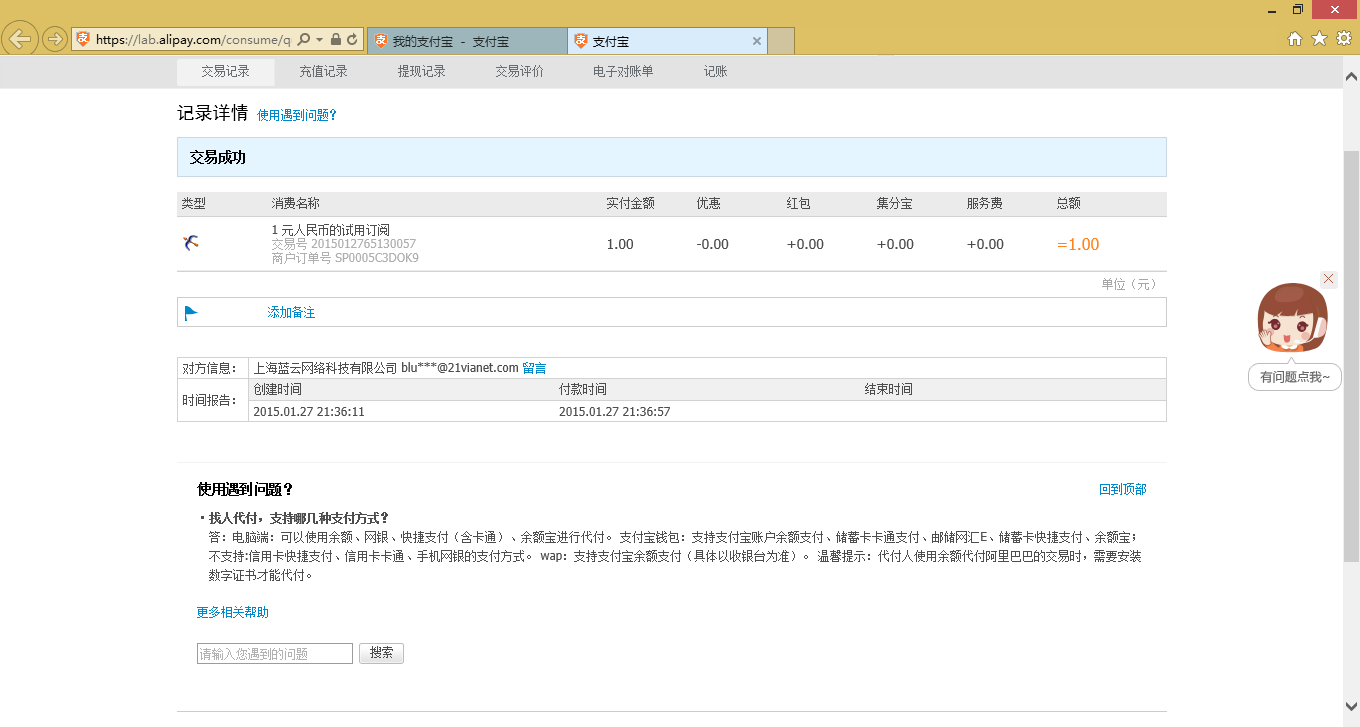 https://lab.alipay.com/consume/q
我的支付宝 - 支付宝
支付宝
交易记录 充值记录 提现记录 交易评价 电子对账单 记账
记录详情 使用遇到问题?
交易成功
类型 消费名称 实付金额 优惠 红包 集分宝 服务费 总额
1 元人民币的试用订阅
交易号 2015012765130057
商户订单号 SP0005C3DOK9
1.00 -0.00 +0.00 +0.00 +0.00 =1.00
单位（元）
添加备注
对方信息： 上海蓝云网络科技有限公司 blu***@21vianet.com 留言
时间报告： 创建时间 付款时间 结束时间
2015.01.27 21:36:11 2015.01.27 21:36:57
有问题点我~
使用遇到问题？ 回到顶部
· 找人代付，支持哪几种支付方式？
答：电脑端：可以使用余额、网银、快捷支付（含卡通）、余额宝进行代付。 支付宝钱包：支持支付宝账户余额支付、储蓄卡卡通支付、邮储网汇E、储蓄卡快捷支付、余额宝；
不支持:信用卡快捷支付、信用卡卡通、手机网银的支付方式。 wap：支持支付宝余额支付（具体以收银台为准）。 温馨提示：代付人使用余额代付阿里巴巴的交易时，需要安装
数字证书才能代付。
更多相关帮助
请输入您遇到的问题 搜索